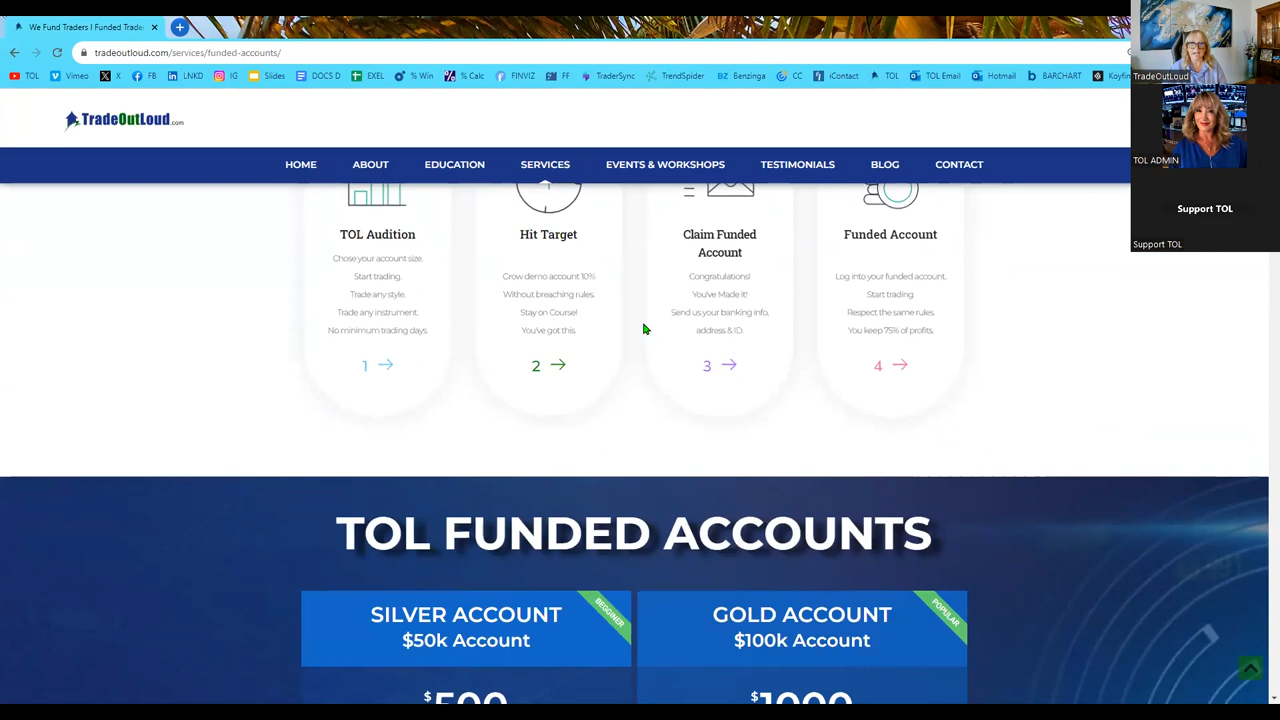 We Fund Traders I Funded Trade
tradeoutloud.com/services/funded-accounts/
TOL Vimeo X FB LNKD IG Slides DOCS D EXEL % Win % Calc FINVIZ FF TraderSync TrendSpider Benzinga CC iContact TOL TOL Email Hotmail BARCHART Koyfin
TradeOutLoud
TOL ADMIN
Support TOL
Support TOL
TradeOutLoud.com
HOME ABOUT EDUCATION SERVICES EVENTS & WORKSHOPS TESTIMONIALS BLOG CONTACT
TOL Audition
Chose your account size.
Start trading.
Trade any style.
Trade any instrument.
No minimum trading days.
1
Hit Target
Grow demo account 10%
Without breaching rules.
Stay on Course!
You've got this.
2
Claim Funded
Account
Congratulations!
You've Made It!
Send us your banking info,
address & ID.
3
Funded Account
Log into your funded account.
Start trading.
Respect the same rules.
You keep 75% of profits.
4
TOL FUNDED ACCOUNTS
SILVER ACCOUNT
$50k Account
BEGGINER
$500
GOLD ACCOUNT
$100k Account
POPULAR
$1000